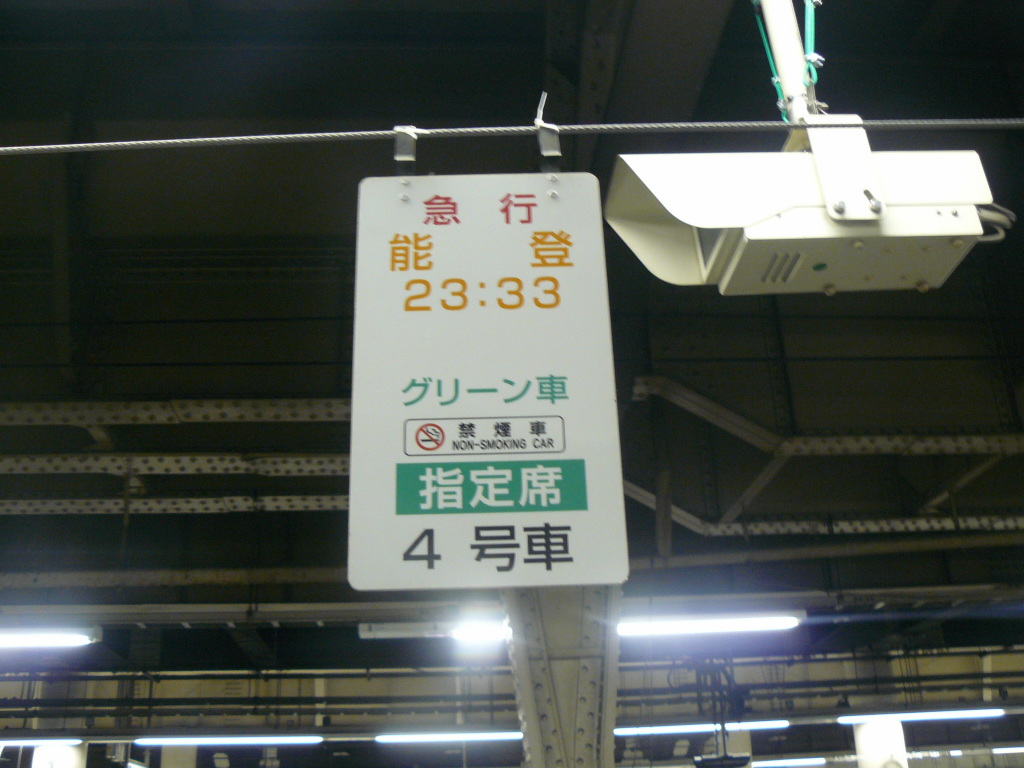 急 行
能 登
23:33
グリーン車
禁煙車
NON-SMOKING CAR
指定席
4 号車